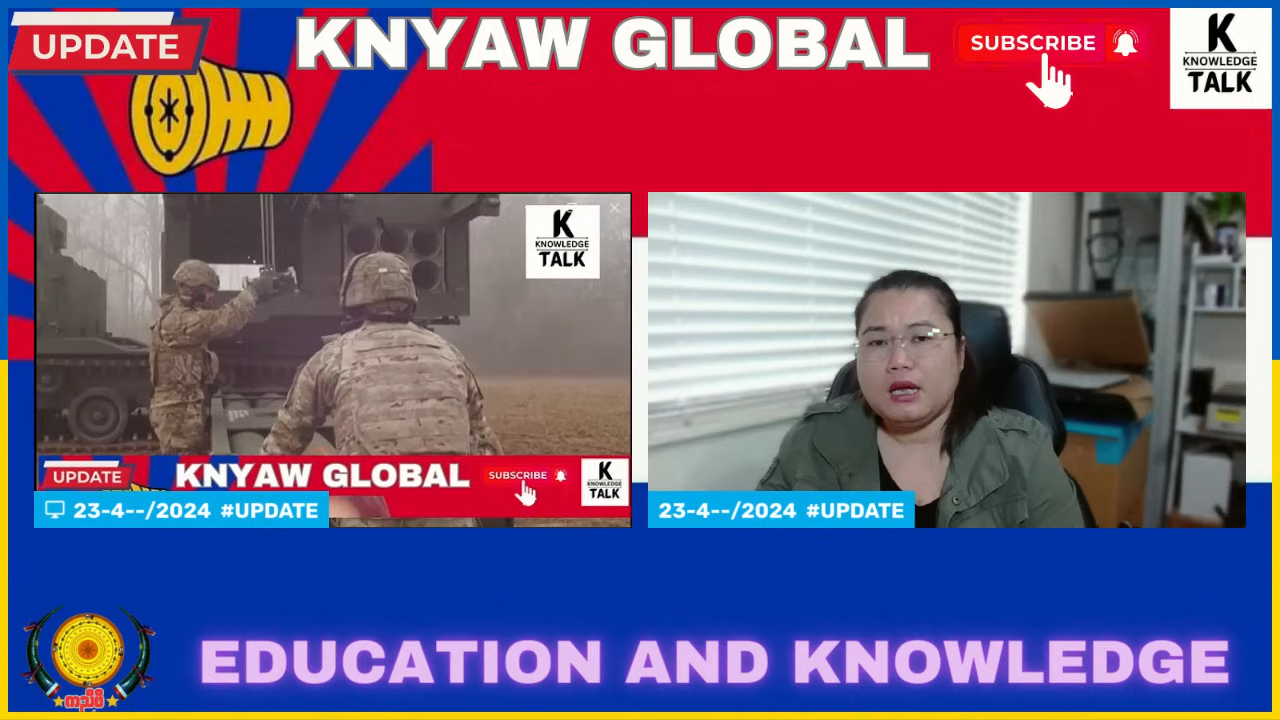 UPDATE
KNYAW GLOBAL
SUBSCRIBE
K
KNOWLEDGE
TALK
K
KNOWLEDGE
TALK
UPDATE
KNYAW GLOBAL
SUBSCRIBE
K
KNOWLEDGE
TALK
23-4--/2024 #UPDATE
23-4--/2024 #UPDATE
EDUCATION AND KNOWLEDGE